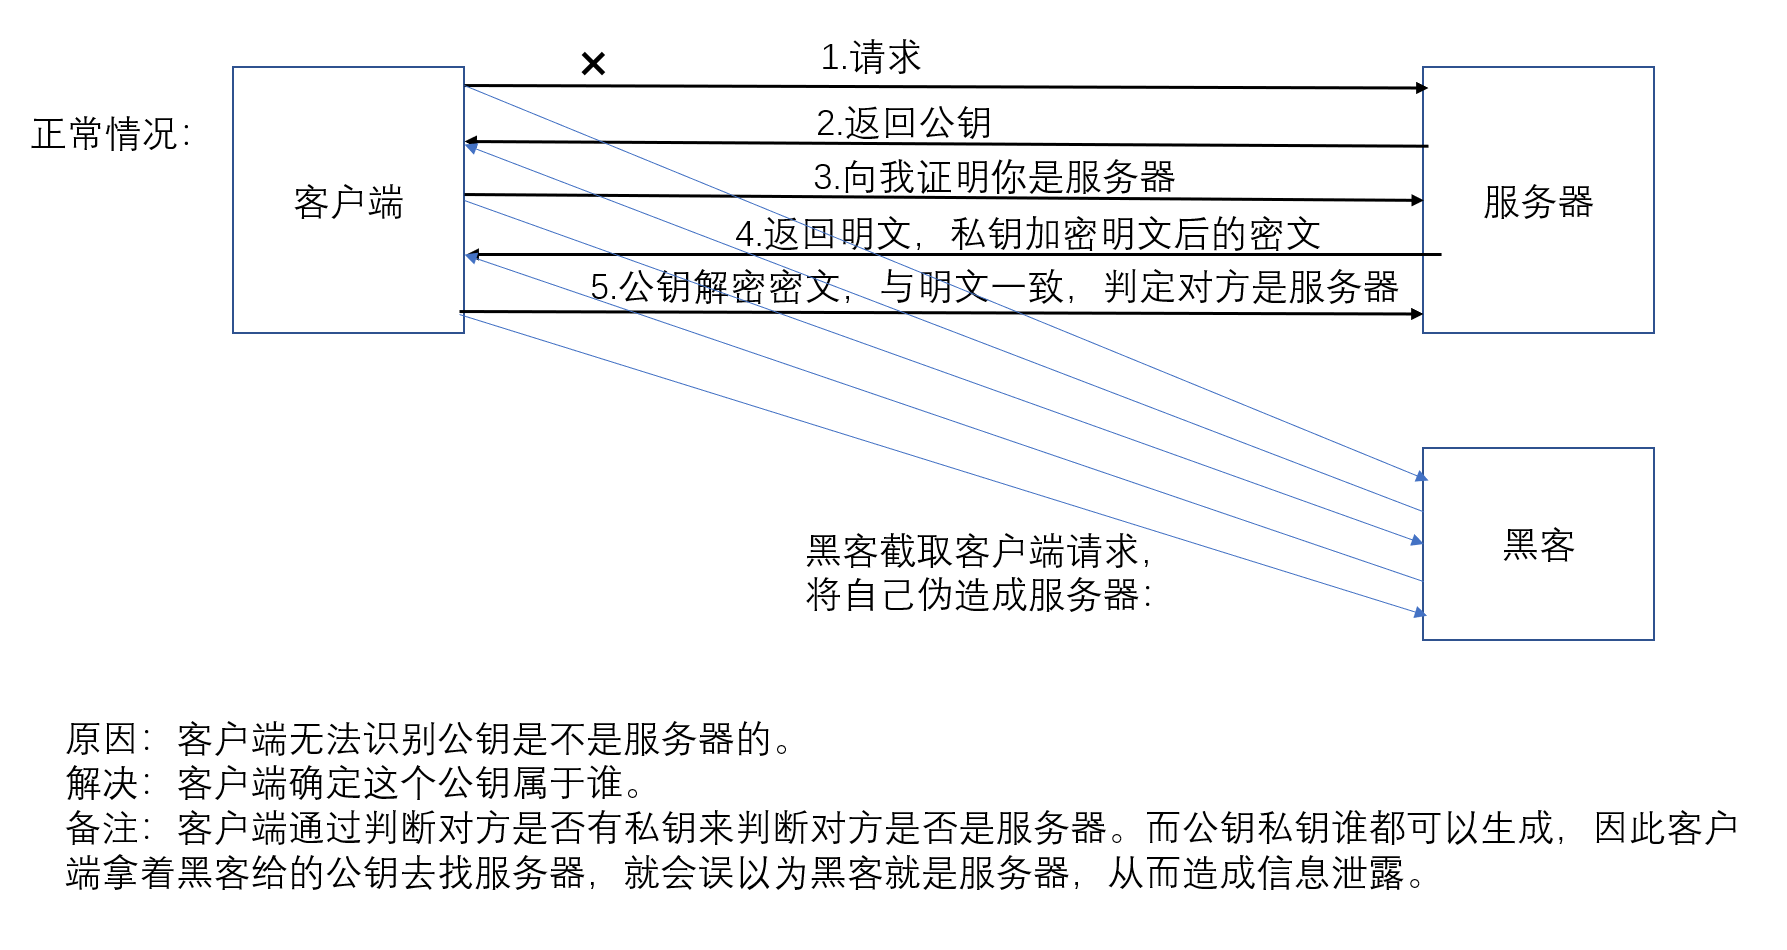 ×
1.请求
正常情况：
2.返回公钥
3.向我证明你是服务器
客户端
服务器
4.返回明文，私钥加密明文后的密文
5.公钥解密密文，与明文一致，判定对方是服务器
黑客
黑客截取客户端请求，
将自己伪造成服务器：
原因：客户端无法识别公钥是不是服务器的。
解决：客户端确定这个公钥属于谁。
备注：客户端通过判断对方是否有私钥来判断对方是否是服务器。而公钥私钥谁都可以生成，因此客户
端拿着黑客给的公钥去找服务器，就会误以为黑客就是服务器，从而造成信息泄露。